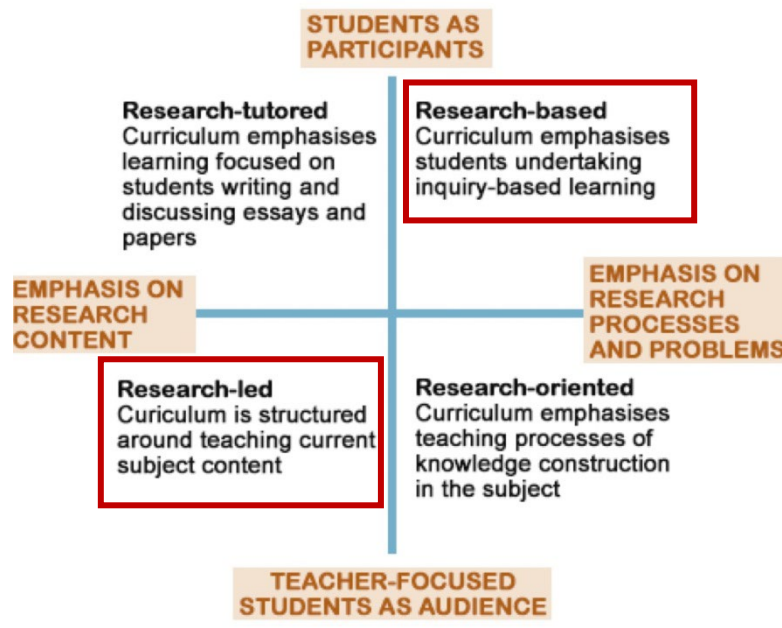 STUDENTS AS
PARTICIPANTS
Research-tutored
Curriculum emphasises
learning focused on
students writing and
discussing essays and
papers
Research-based
Curriculum emphasises
students undertaking
inquiry-based learning
EMPHASIS ON
RESEARCH
CONTENT
EMPHASIS ON
RESEARCH
PROCESSES
AND PROBLEMS
Research-led
Curiculum is structured
around teaching current
subject content
Research-oriented
Curriculum emphasises
teaching processes of
knowledge construction
in the subject
TEACHER-FOCUSED
STUDENTS AS AUDIENCE